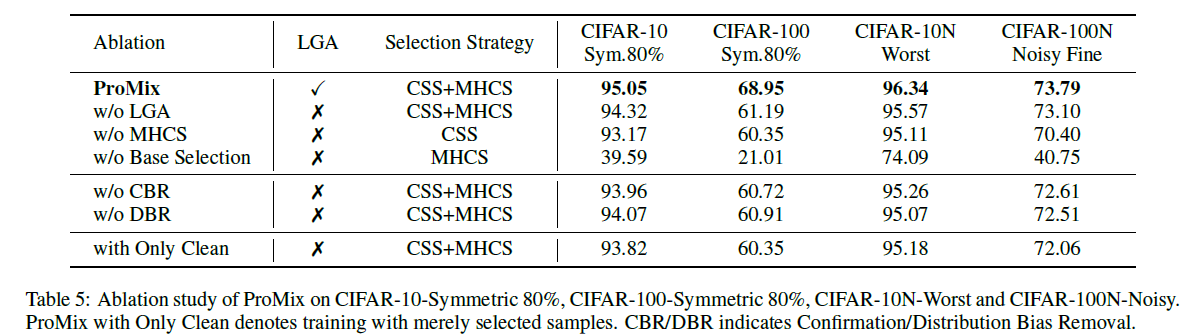 Ablation LGA Selection Strategy CIFAR-10 Sym.80% CIFAR-100 Sym.80% CIFAR-10N Worst CIFAR-100N Noisy Fine
ProMix ✓ CSS+MHCS 95.05 68.95 96.34 73.79
w/o LGA ✗ CSS+MHCS 94.32 61.19 95.57 73.10
w/o MHCS ✗ CSS 93.17 60.35 95.11 70.40
w/o Base Selection ✗ MHCS 39.59 21.01 74.09 40.75
w/o CBR ✗ CSS+MHCS 93.96 60.72 95.26 72.61
w/o DBR ✗ CSS+MHCS 94.07 60.91 95.07 72.51
with Only Clean ✗ CSS+MHCS 93.82 60.35 95.18 72.06
Table 5: Ablation study of ProMix on CIFAR-10-Symmetric 80%, CIFAR-100-Symmetric 80%, CIFAR-10N-Worst and CIFAR-100N-Noisy.
ProMix with Only Clean denotes training with merely selected samples. CBR/DBR indicates Confirmation/Distribution Bias Removal.